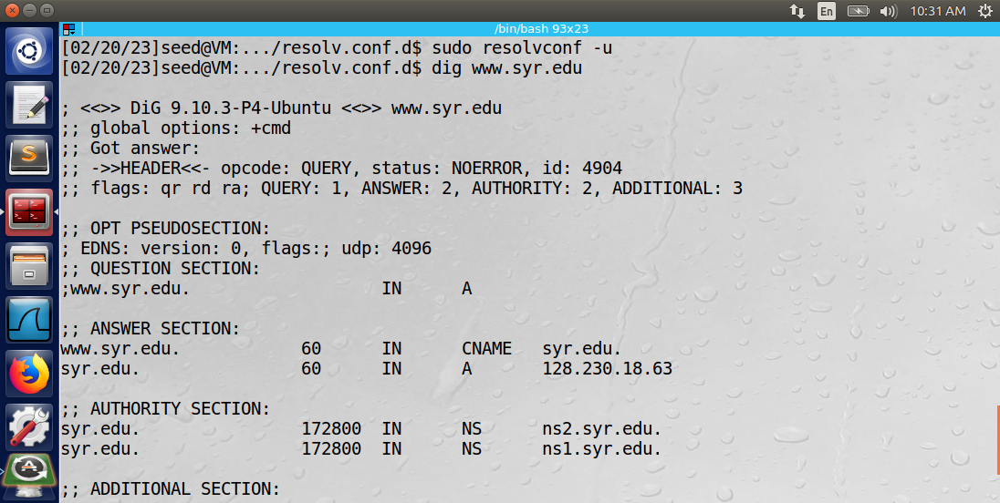 En 10:31 AM
/bin/bash 93x23
[02/20/23]seed@VM:.../resolv.conf.d$ sudo resolvconf -u
[02/20/23]seed@VM:.../resolv.conf.d$ dig www.syr.edu
; <<>> DiG 9.10.3-P4-Ubuntu <<>> www.syr.edu
;; global options: +cmd
;; Got answer:
;; ->>HEADER<<- opcode: QUERY, status: NOERROR, id: 4904
;; flags: qr rd ra; QUERY: 1, ANSWER: 2, AUTHORITY: 2, ADDITIONAL: 3
;; OPT PSEUDOSECTION:
; EDNS: version: 0, flags:; udp: 4096
;; QUESTION SECTION:
;www.syr.edu. IN A
;; ANSWER SECTION:
www.syr.edu. 60 IN CNAME syr.edu.
syr.edu. 60 IN A 128.230.18.63
;; AUTHORITY SECTION:
syr.edu. 172800 IN NS ns2.syr.edu.
syr.edu. 172800 IN NS ns1.syr.edu.
;; ADDITIONAL SECTION: